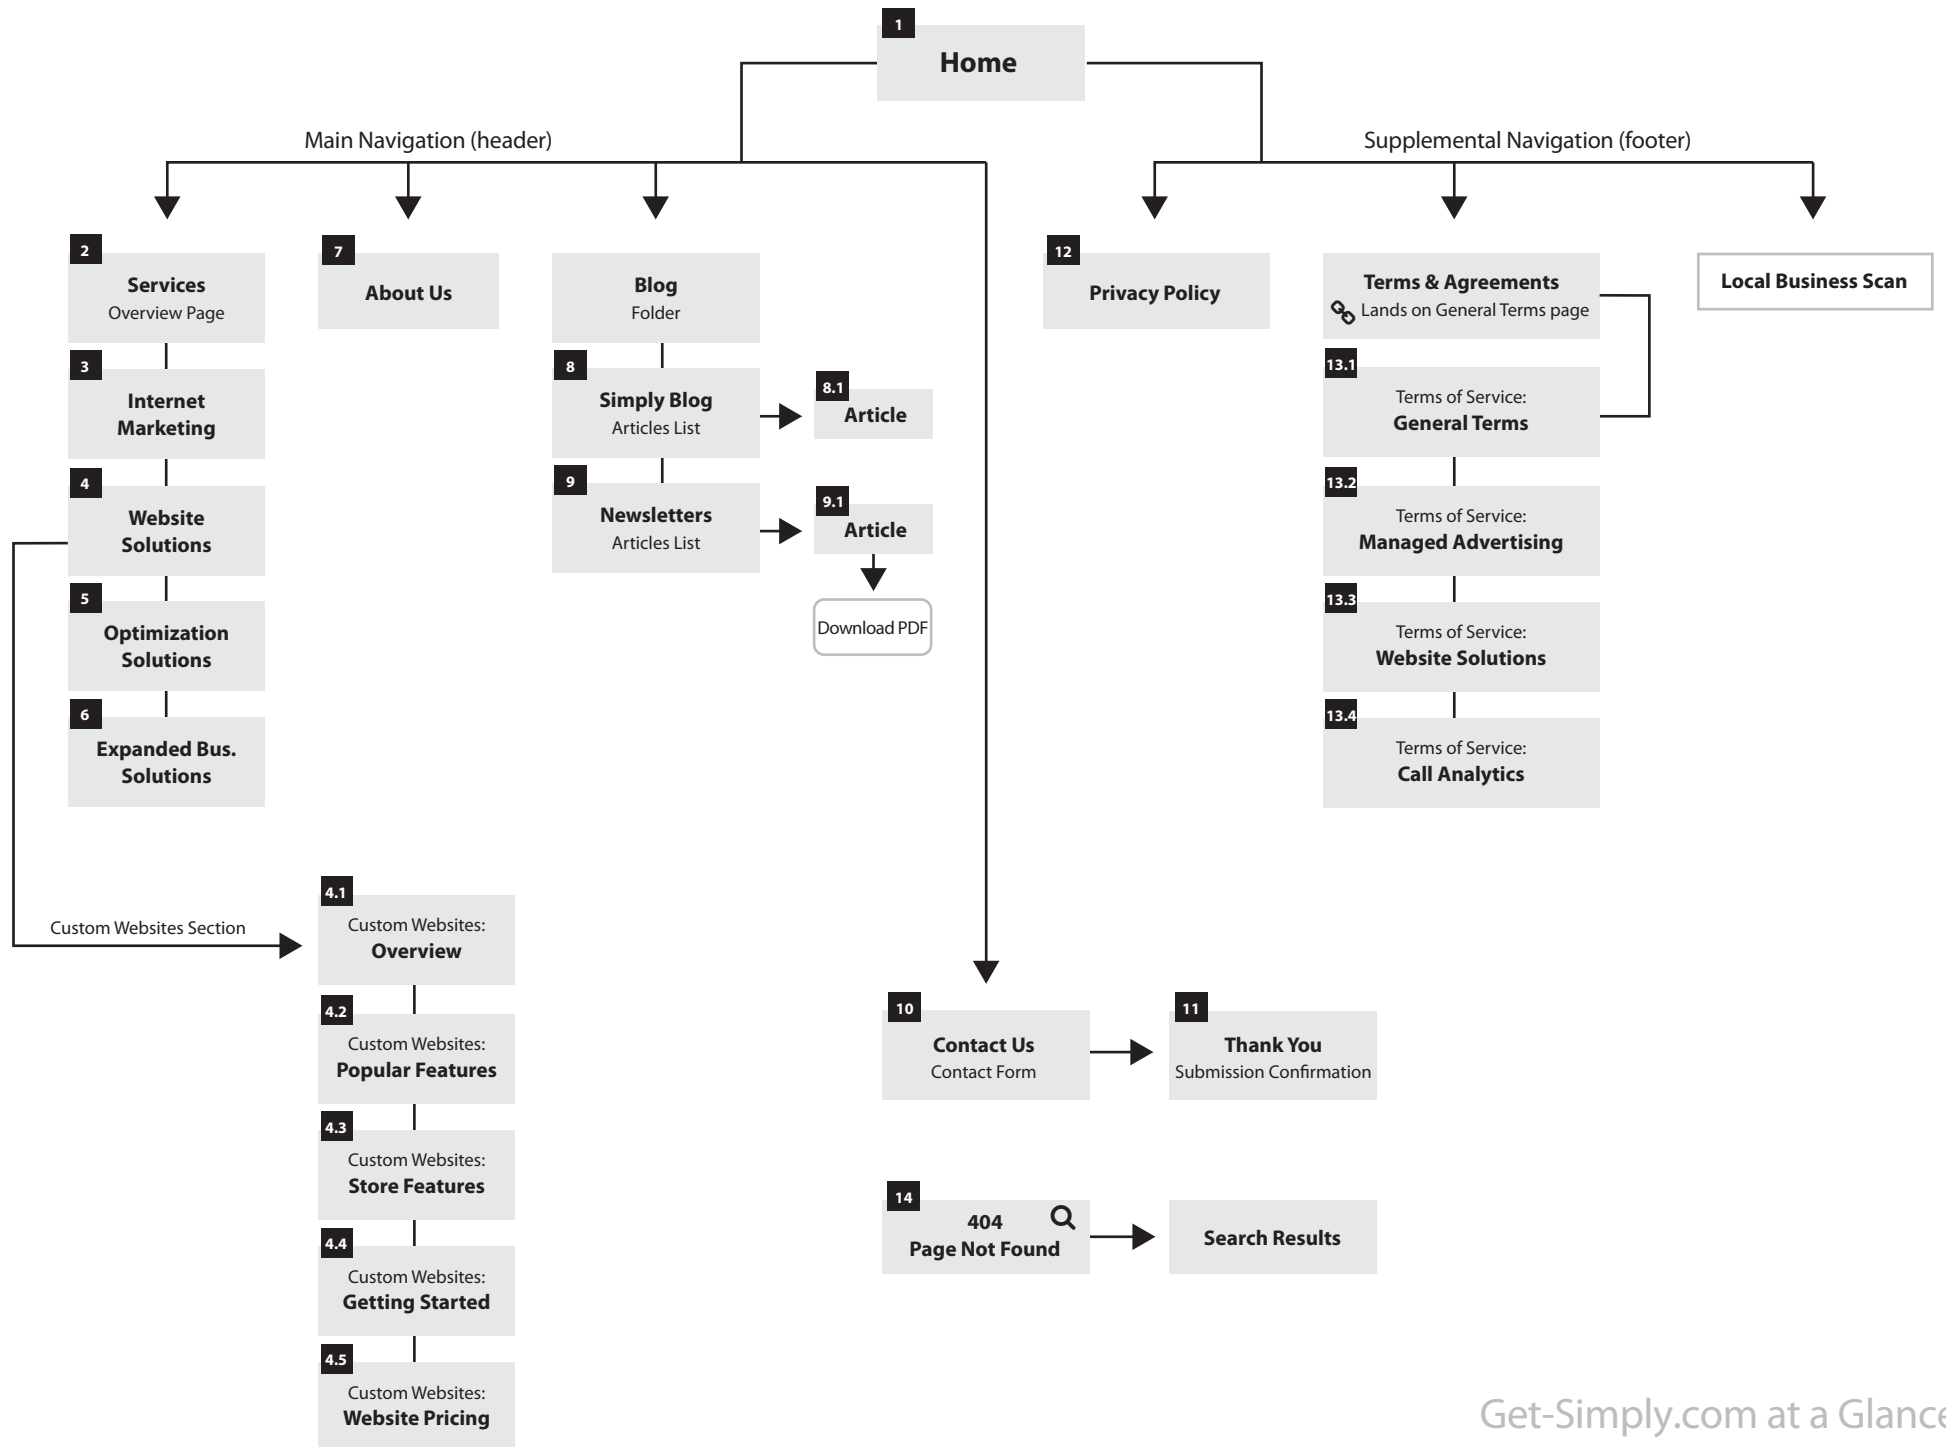 1
Home
Main Navigation (header)
Supplemental Navigation (footer)
2
Services
Overview Page
3
Internet
Marketing
4
Website
Solutions
5
Optimization
Solutions
6
Expanded Bus.
Solutions
7
About Us
Blog
Folder
8
Simply Blog
Articles List
8.1
Article
9
Newsletters
Articles List
9.1
Article
Download PDF
12
Privacy Policy
Terms & Agreements
Lands on General Terms page
13.1
Terms of Service:
General Terms
13.2
Terms of Service:
Managed Advertising
13.3
Terms of Service:
Website Solutions
13.4
Terms of Service:
Call Analytics
Local Business Scan
Custom Websites Section
4.1
Custom Websites:
Overview
4.2
Custom Websites:
Popular Features
4.3
Custom Websites:
Store Features
4.4
Custom Websites:
Getting Started
4.5
Custom Websites:
Website Pricing
10
Contact Us
Contact Form
11
Thank You
Submission Confirmation
14
404
Page Not Found
Search Results
Get-Simply.com at a Glance